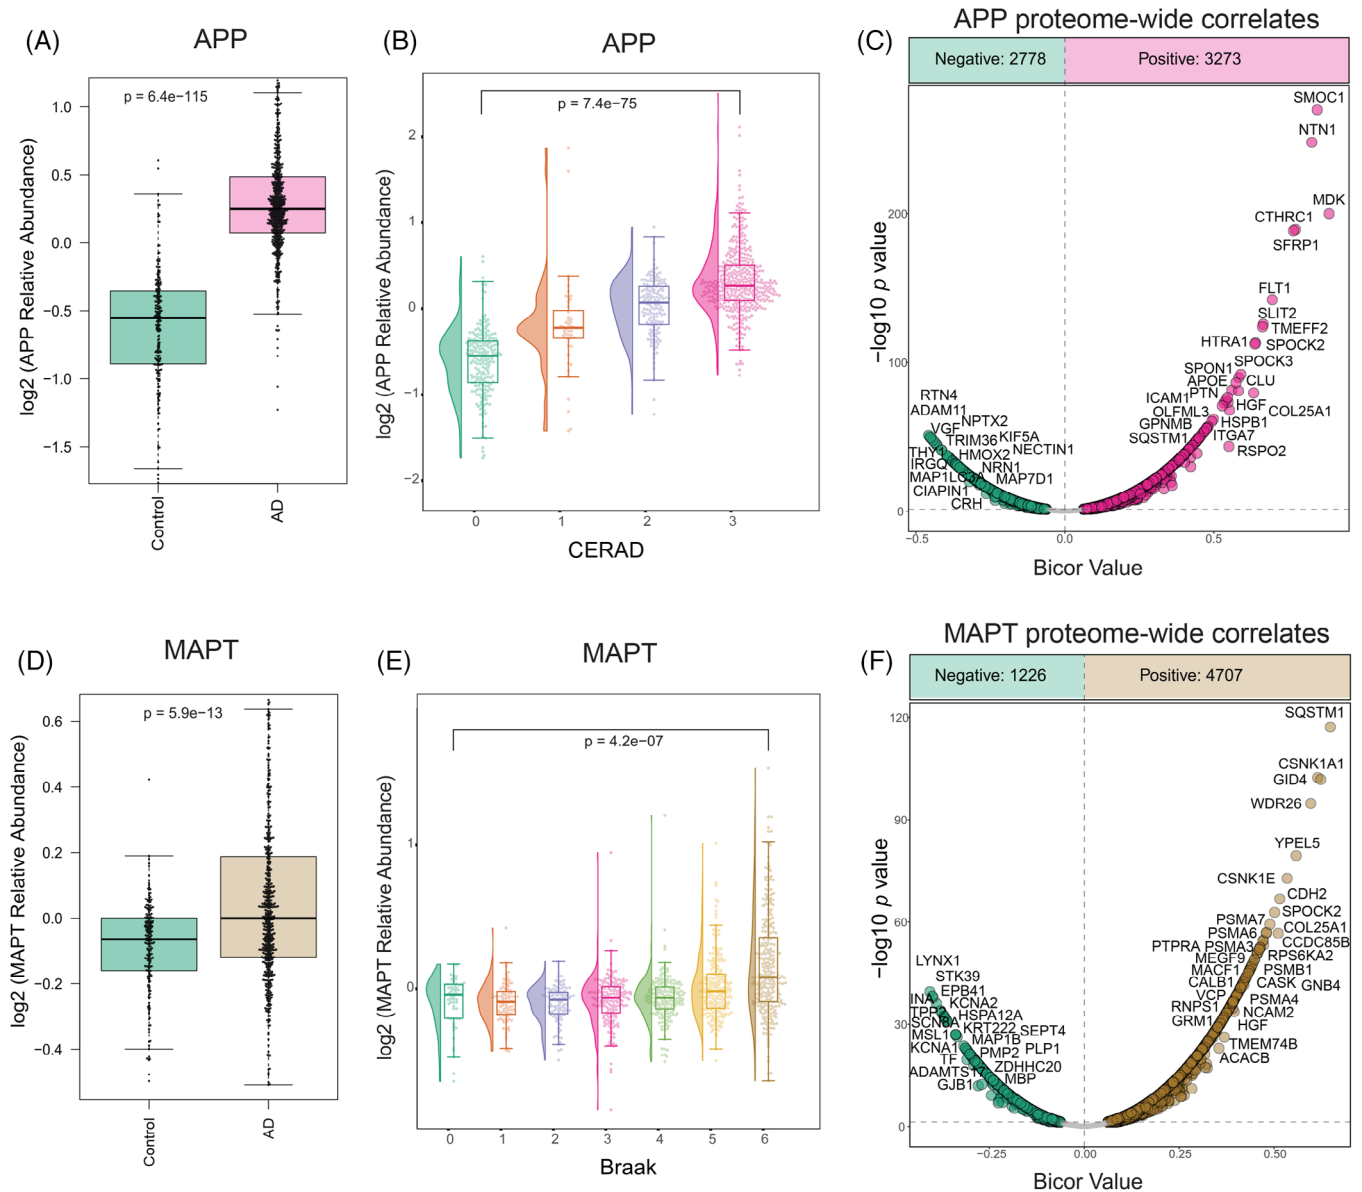 (A)
APP
p = 6.4e−115
log2 (APP Relative Abundance)
1.0
0.5
0.0
−0.5
−1.0
−1.5
Control
AD
(B)
APP
p = 7.4e−75
log2 (APP Relative Abundance)
2
1
0
−1
−2
0 1 2 3
CERAD
(C)
APP proteome-wide correlates
Negative: 2778
Positive: 3273
−log10 p value
200
100
0
SMOC1
NTN1
MDK
CTHRC1
SFRP1
FLT1
SLIT2
TMEFF2
HTRA1
SPOCK2
SPOCK3
SPON1
APOE
CLU
ICAM1
PTN
HGF
COL25A1
OLFML3
GPNMB
HSPB1
SQSTM1
ITGA7
RSPO2
RTN4
ADAM11
NPTX2
VGF
TRIM36
KIF5A
NECTIN1
THY1
HMOX2
IRGQ
NRN1
MAP1LC3A
MAP7D1
CIAPIN1
CRH
−0.5 0.0 0.5
Bicor Value
(D)
MAPT
p = 5.9e−13
log2 (MAPT Relative Abundance)
0.6
0.4
0.2
0.0
−0.2
−0.4
Control
AD
(E)
MAPT
p = 4.2e−07
log2 (MAPT Relative Abundance)
1
0
0 1 2 3 4 5 6
Braak
(F)
MAPT proteome-wide correlates
Negative: 1226
Positive: 4707
−log10 p value
120
90
60
30
0
SQSTM1
CSNK1A1
GID4
WDR26
YPEL5
CSNK1E
CDH2
SPOCK2
PSMA7
COL25A1
PSMA6
CCDC85B
PTPRA
PSMA3
RPS6KA2
MEGF9
MACF1
PSMB1
CALB1
CASK
GNB4
VCP
PSMA4
RNPS1
NCAM2
GRM1
HGF
TMEM74B
ACACB
LYNX1
STK39
EPB41
INA
KCNA2
TPP
HSPA12A
SCN8A
KRT222
SEPT4
MSL1
MAP1B
KCNA1
PMP2
PLP1
TF
ZDHHC20
ADAMTS17
MBP
GJB1
−0.25 0.00 0.25 0.50
Bicor Value